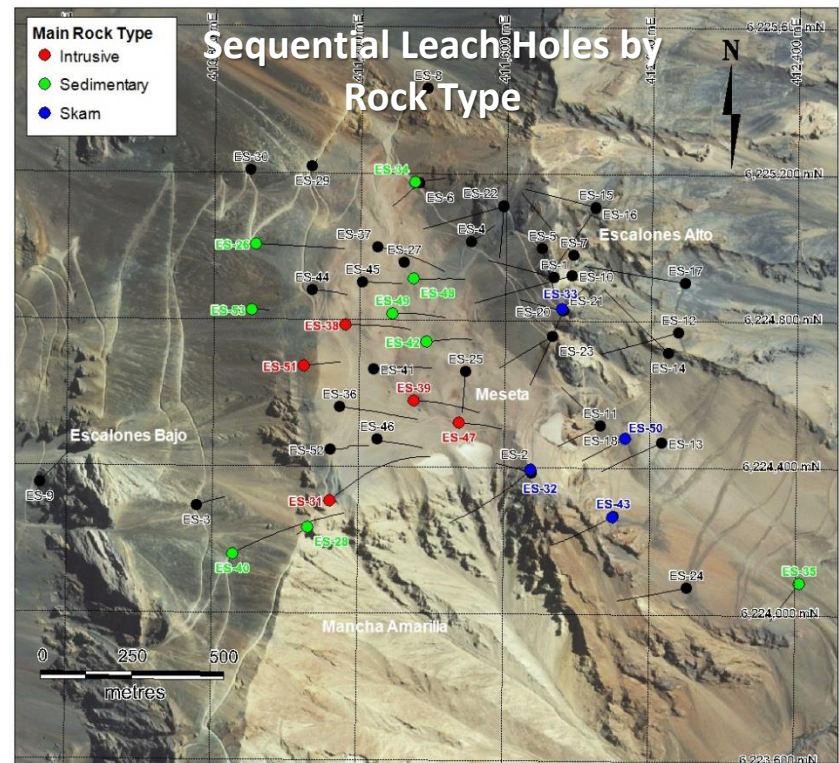 Main Rock Type
Intrusive
Sedimentary
Skarn
Sequential Leach Holes by
Rock Type
N
411,600 mE
412,400 mE
6,225,600 mN
ES-8
ES-30
ES-29
ES-34
ES-6
6,225,200 mN
ES-22
ES-15
ES-16
ES-26
ES-37
ES-27
ES-4
ES-5
ES-7
Escalones Alto
ES-44
ES-45
ES-48
ES-10
ES-17
ES-53
ES-49
ES-33
ES-21
ES-20
ES-38
6,224,800 mN
ES-12
ES-42
ES-23
ES-14
ES-51
ES-41
ES-25
ES-36
ES-39
Meseta
ES-47
ES-11
ES-50
Escalones Bajo
ES-46
ES-52
ES-18
ES-13
ES-2
6,224,400 mN
ES-9
ES-32
ES-3
ES-31
ES-43
ES-28
ES-40
ES-24
ES-35
6,224,000 mN
Mancha Amarilla
0 250 500
metres
6,223,600 mN